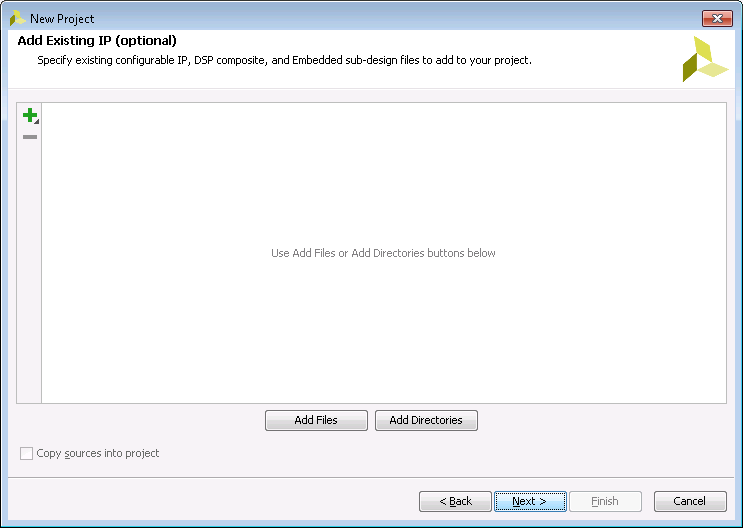 New Project
Add Existing IP (optional)
Specify existing configurable IP, DSP composite, and Embedded sub-design files to add to your project.
Use Add Files or Add Directories buttons below
Add Files
Add Directories
Copy sources into project
< Back
Next >
Finish
Cancel